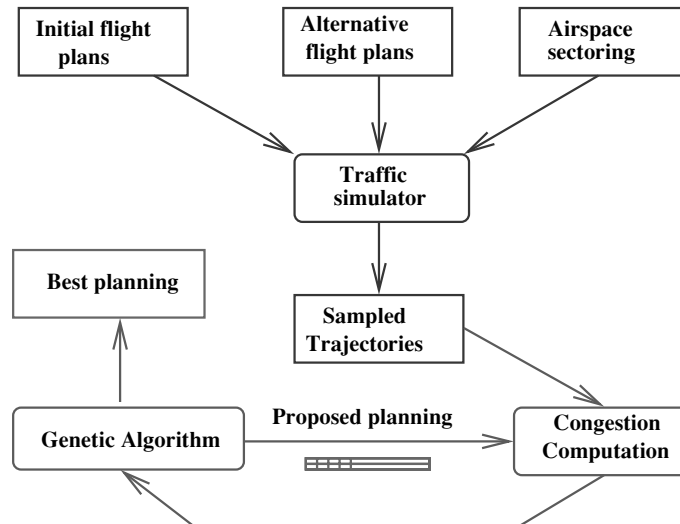 Initial flight
plans
Alternative
flight plans
Airspace
sectoring
Traffic
simulator
Best planning
Sampled
Trajectories
Proposed planning
Genetic Algorithm
Congestion
Computation